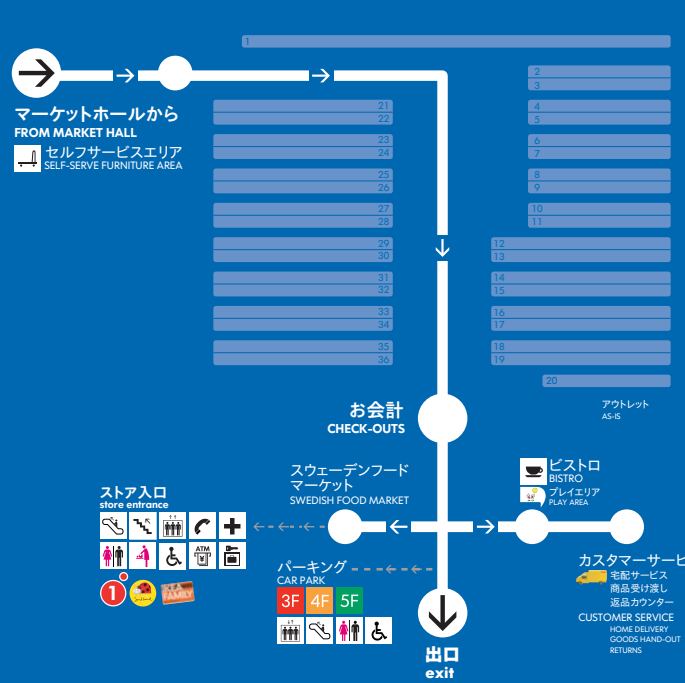 1
2
3
4
5
6
7
8
9
10
11
12
13
14
15
16
17
18
19
20
21
22
23
24
25
26
27
28
29
30
31
32
33
34
35
36
マーケットホールから
FROM MARKET HALL
セルフサービスエリア
SELF-SERVE FURNITURE AREA
お会計
CHECK-OUTS
アウトレット
AS-IS
スウェーデンフード
マーケット
SWEDISH FOOD MARKET
ビストロ
BISTRO
プレイエリア
PLAY AREA
ストア入口
store entrance
ATM
1
FAMILY
パーキング
CAR PARK
3F 4F 5F
カスタマーサービ
宅配サービス
商品受け渡し
返品カウンター
CUSTOMER SERVICE
HOME DELIVERY
GOODS HAND-OUT
RETURNS
出口
exit